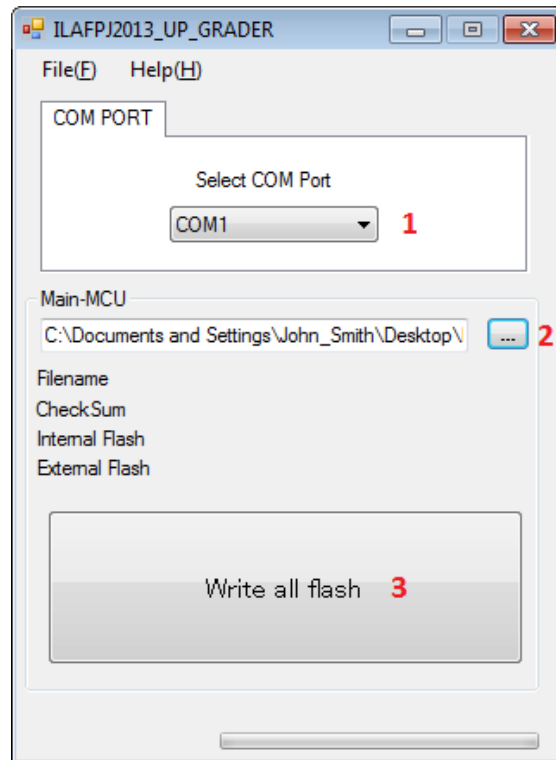 ILAFPJ2013_UP_GRADER
File(F) Help(H)
COM PORT
Select COM Port
COM1 1
Main-MCU
C:\Documents and Settings\John_Smith\Desktop\ ... 2
Filename
CheckSum
Internal Flash
External Flash
Write all flash 3